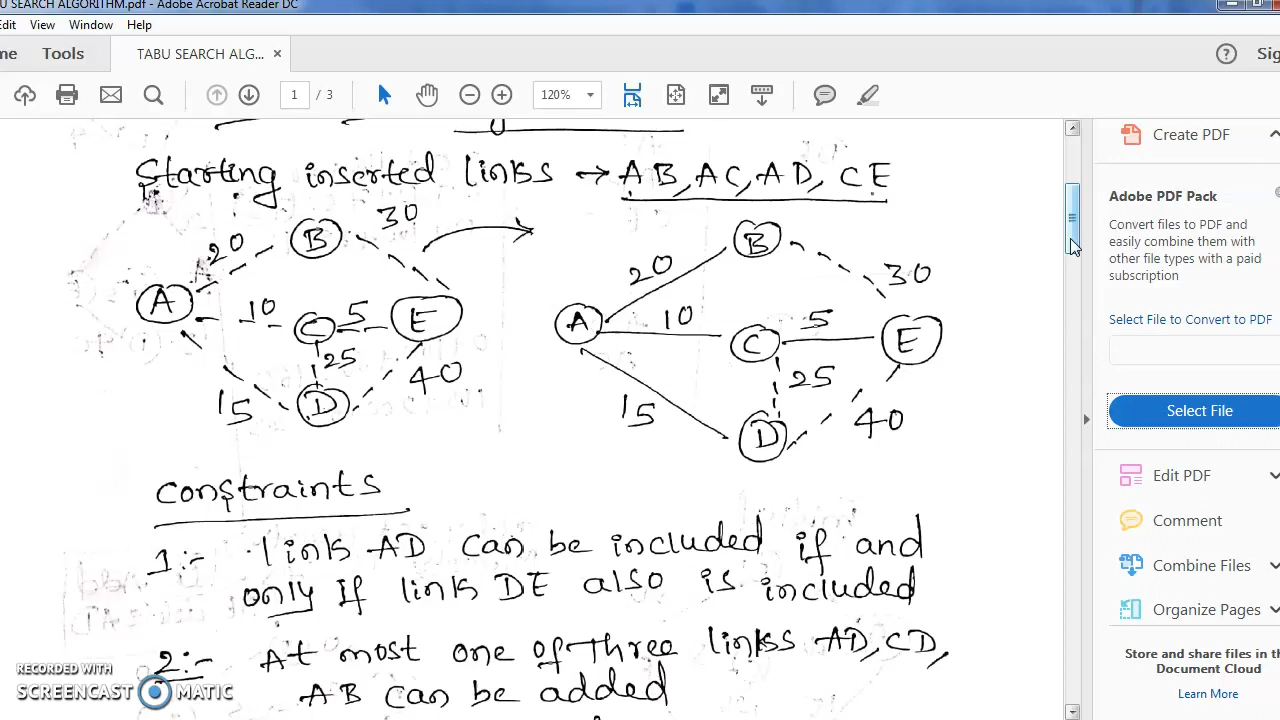 BU SEARCH ALGORITHM.pdf - Adobe Acrobat Reader DC
Edit View Window Help
me Tools TABU SEARCH ALG... × ? Sig
1 / 3 120%
Starting inserted links → AB, AC, AD, CE
20 B 30
A 10 C 5 E
25
15 D 40
20 B 30
A 10 C 5 E
25
15 D 40
Constraints
1:- links AD can be included if and
only if links DE also is included
2:- At most one of three links AD, CD,
AB can be added
Create PDF
Adobe PDF Pack
Convert files to PDF and
easily combine them with
other file types with a paid
subscription
Select File to Convert to PDF
Select File
Edit PDF
Comment
Combine Files
Organize Pages
Store and share files in the
Document Cloud
Learn More
RECORDED WITH
SCREENCAST MATIC